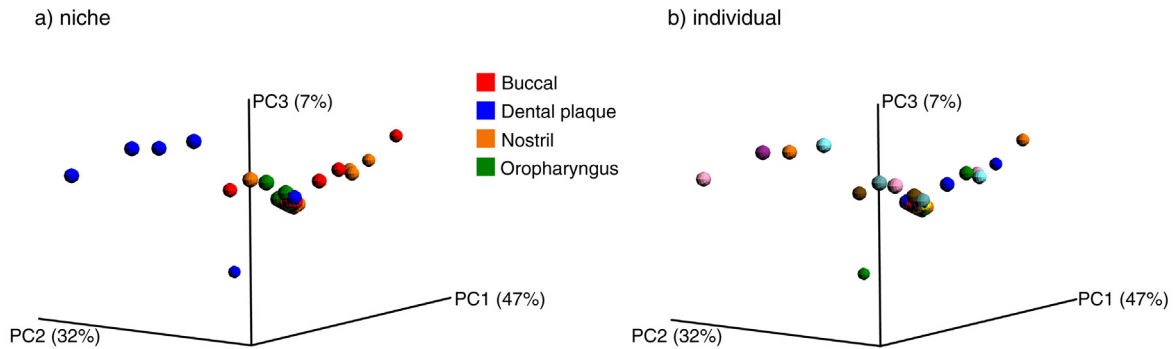 a) niche
PC3 (7%)
Buccal
Dental plaque
Nostril
Oropharyngus
PC1 (47%)
PC2 (32%)
b) individual
PC3 (7%)
PC1 (47%)
PC2 (32%)